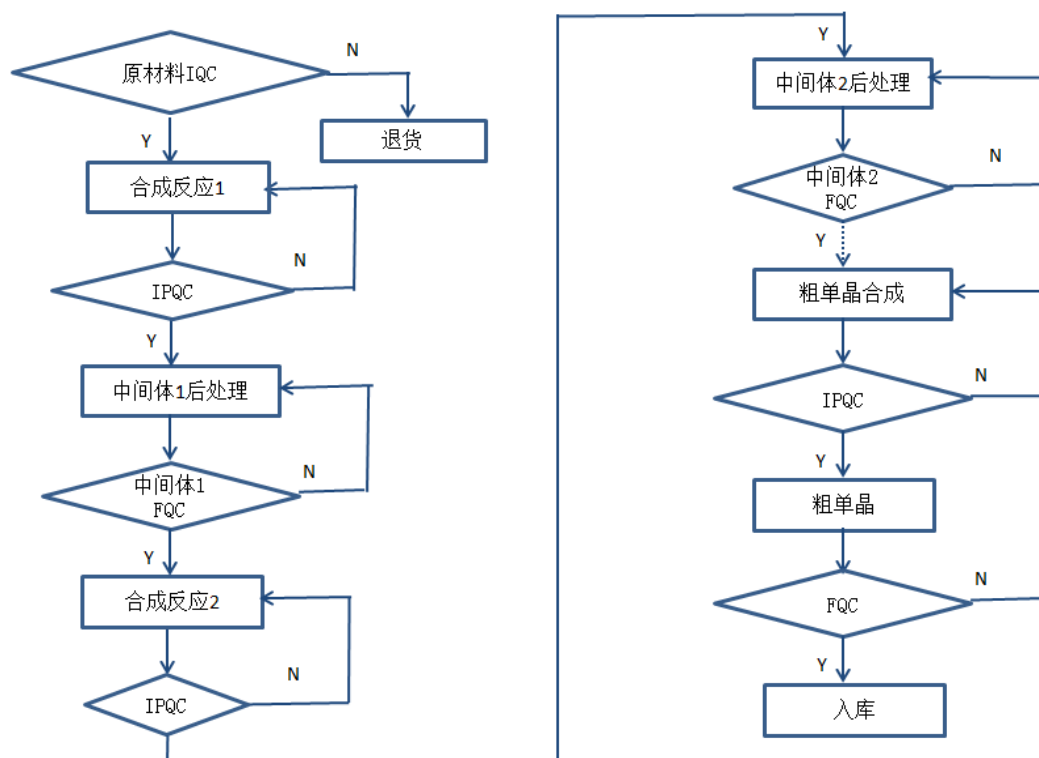 原材料IQC
N
退货
Y
合成反应1
N
IPQC
Y
中间体1后处理
N
中间体1
FQC
Y
合成反应2
N
IPQC
Y
中间体2后处理
N
中间体2
FQC
Y
粗单晶合成
N
IPQC
Y
粗单晶
N
FQC
Y
入库